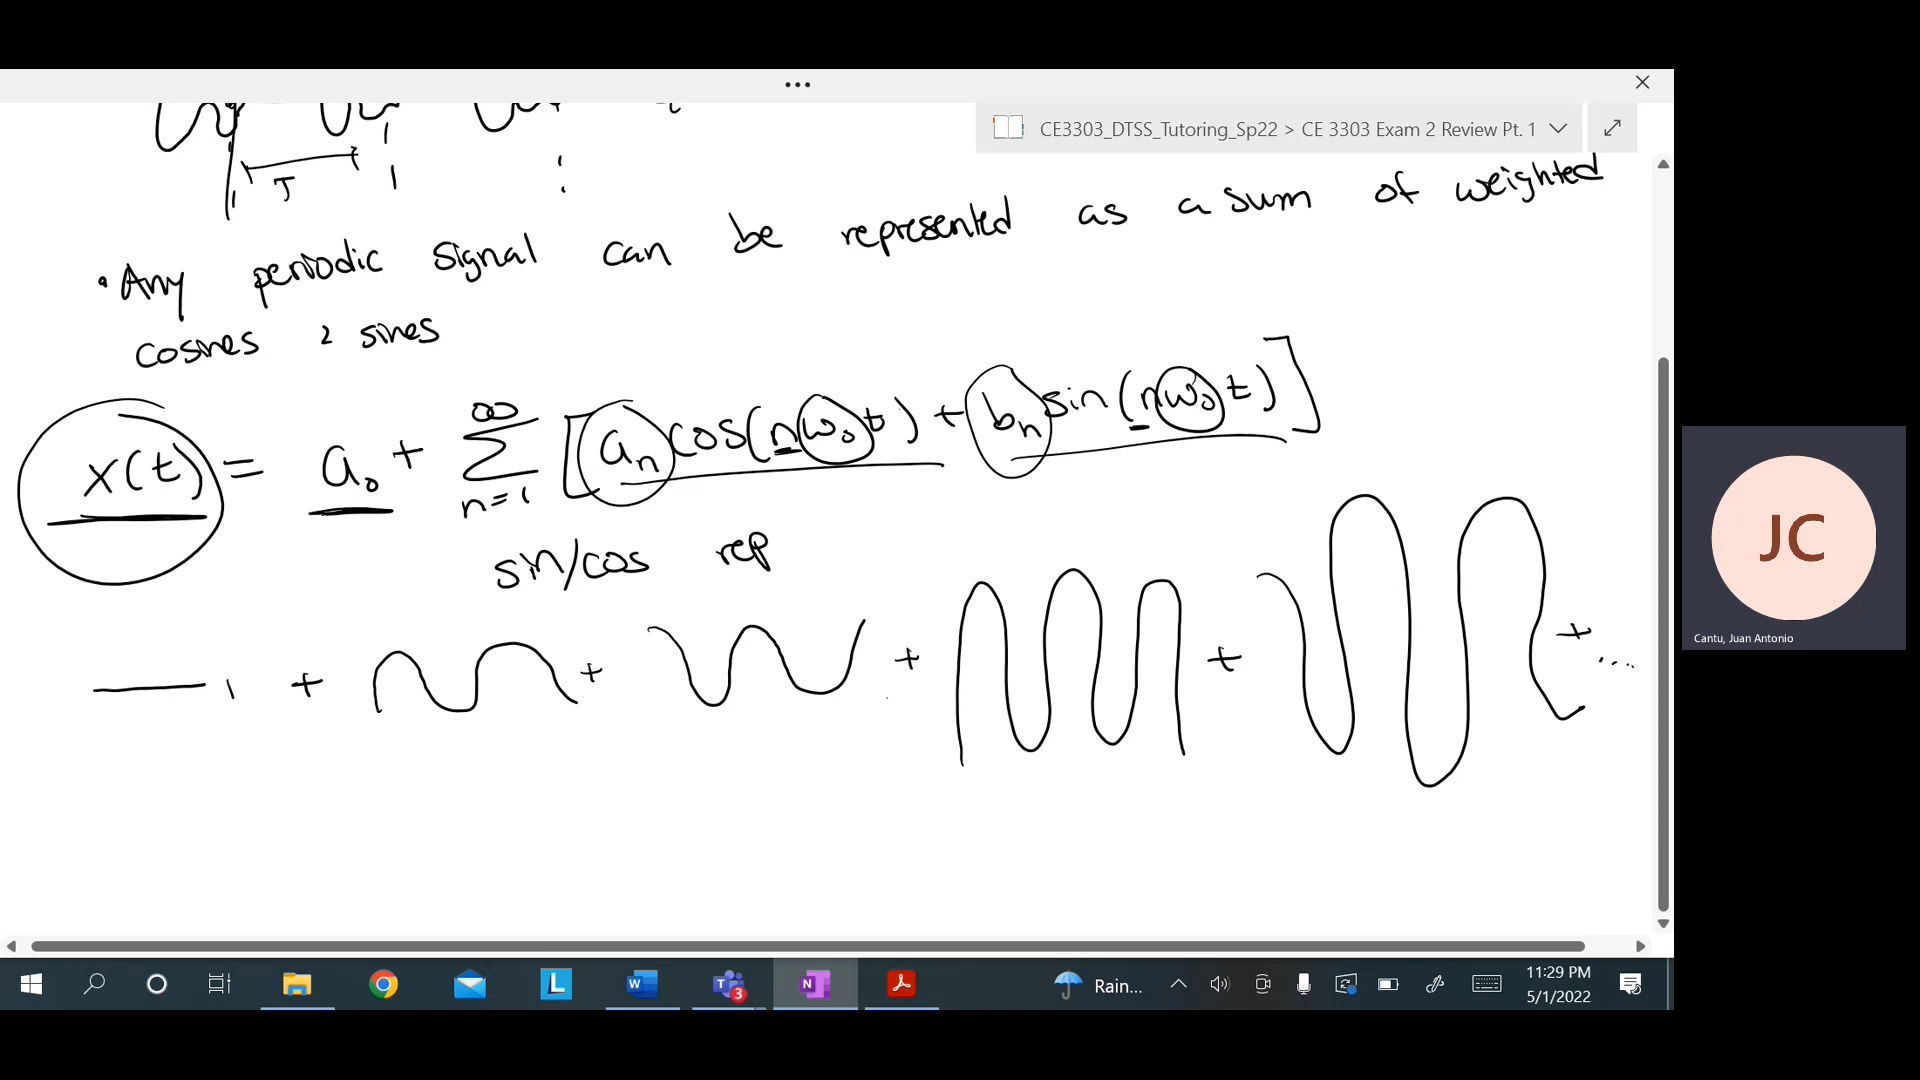 •••
CE3303_DTSS_Tutoring_Sp22 > CE 3303 Exam 2 Review Pt. 1
T
• Any periodic signal can be represented as a sum of weighted
cosines & sines
x(t) = a₀ + ∑ₙ₌₁^∞ [aₙ cos(nω₀t) + bₙ sin(nω₀t)]
sin/cos rep
+ + + + + ....
JC
Cantu, Juan Antonio
Rain...
11:29 PM
5/1/2022
L
W
T 3
N